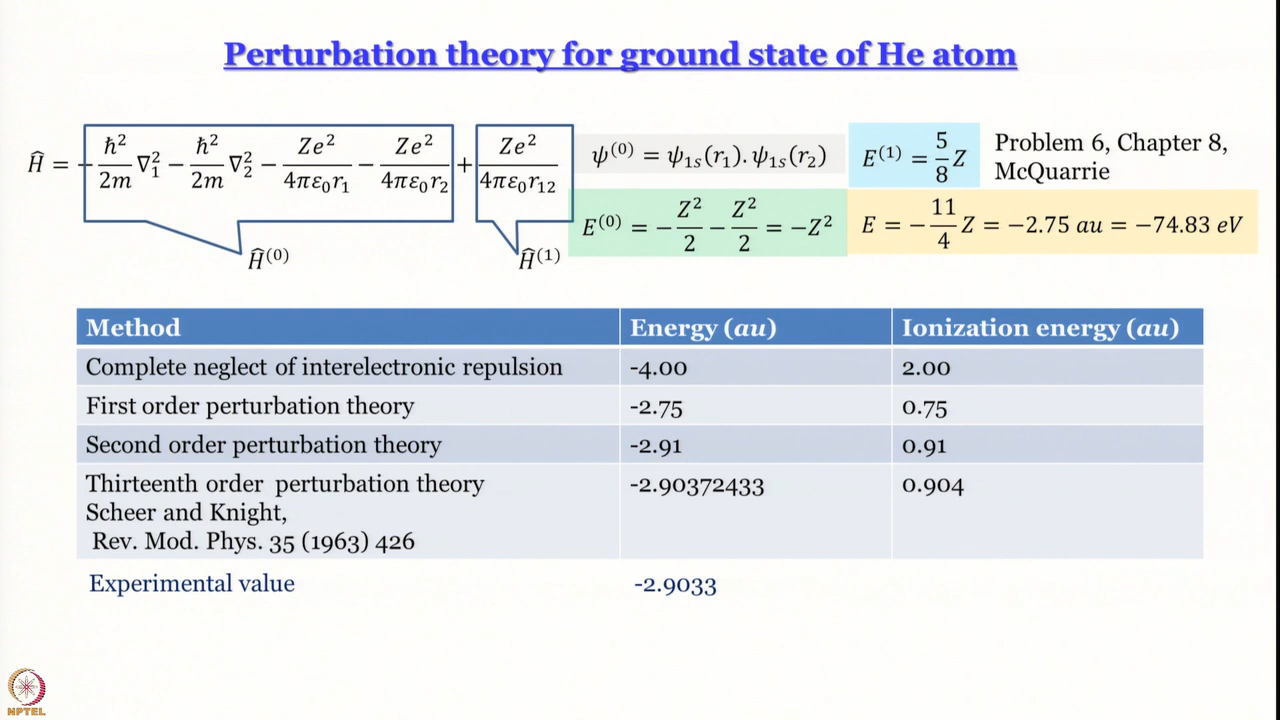 Perturbation theory for ground state of He atom
Ĥ = −ħ²/2m ∇₁² − ħ²/2m ∇₂² − Ze²/4πε₀r₁ − Ze²/4πε₀r₂ + Ze²/4πε₀r₁₂
Ĥ⁽⁰⁾
Ĥ⁽¹⁾
ψ⁽⁰⁾ = ψ₁ₛ(r₁). ψ₁ₛ(r₂)
E⁽¹⁾ = 5/8 Z
Problem 6, Chapter 8,
McQuarrie
E⁽⁰⁾ = −Z²/2 − Z²/2 = −Z²
E = −11/4 Z = −2.75 au = −74.83 eV
Method Energy (au) Ionization energy (au)
Complete neglect of interelectronic repulsion -4.00 2.00
First order perturbation theory -2.75 0.75
Second order perturbation theory -2.91 0.91
Thirteenth order perturbation theory -2.90372433 0.904
Scheer and Knight,
Rev. Mod. Phys. 35 (1963) 426
Experimental value -2.9033
NPTEL